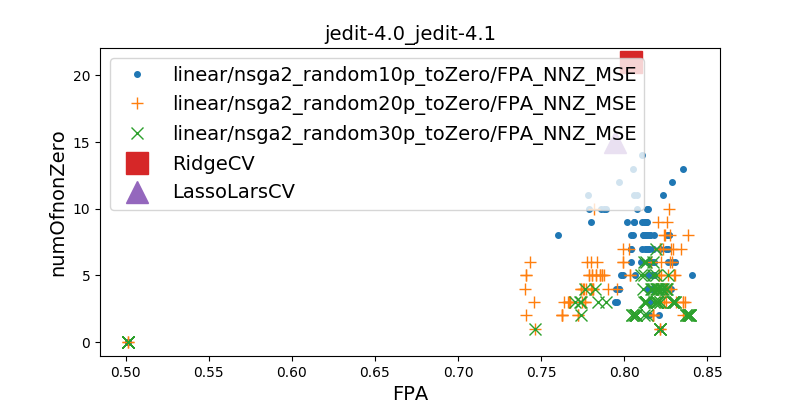 jedit-4.0_jedit-4.1
linear/nsga2_random10p_toZero/FPA_NNZ_MSE
linear/nsga2_random20p_toZero/FPA_NNZ_MSE
linear/nsga2_random30p_toZero/FPA_NNZ_MSE
RidgeCV
LassoLarsCV
numOfnonZero
20
15
10
5
0
0.50 0.55 0.60 0.65 0.70 0.75 0.80 0.85
FPA